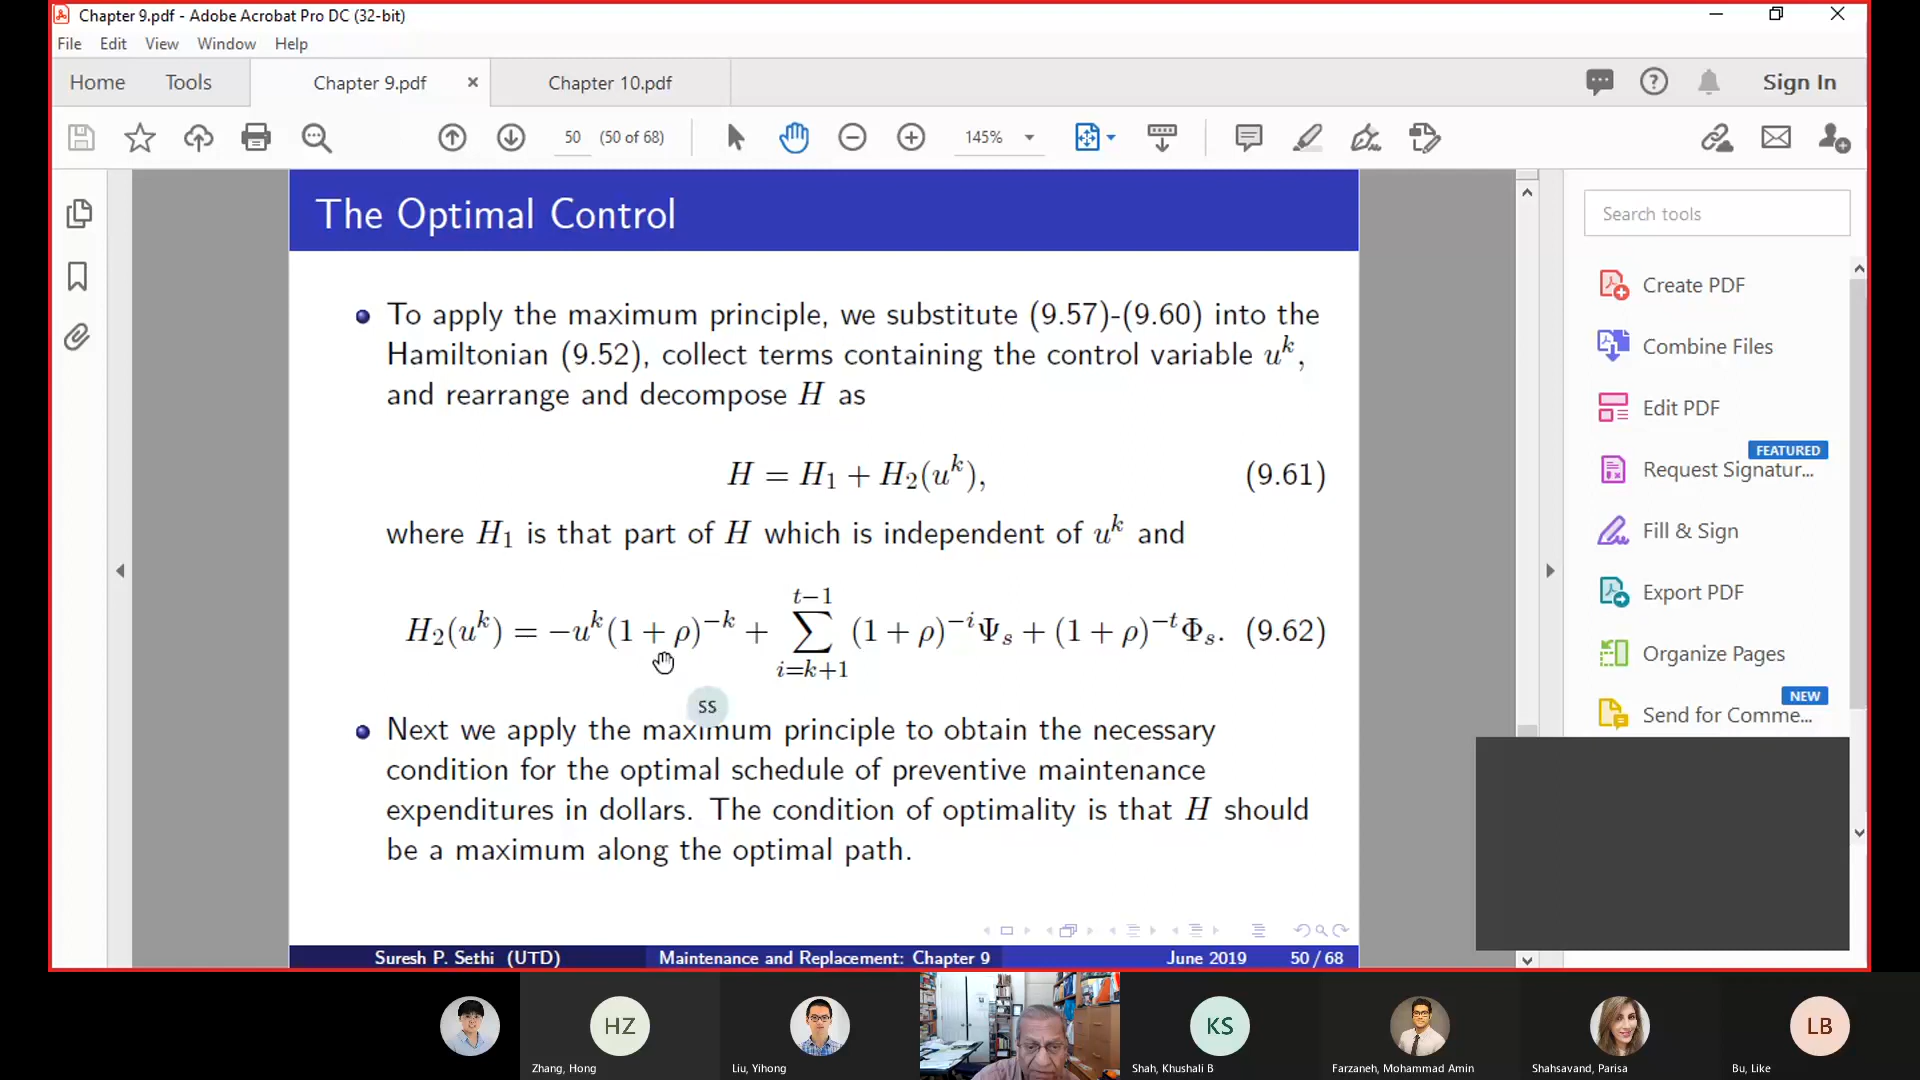 Chapter 9.pdf - Adobe Acrobat Pro DC (32-bit)
File Edit View Window Help
Home Tools Chapter 9.pdf × Chapter 10.pdf Sign In
50 (50 of 68) 145%
The Optimal Control
To apply the maximum principle, we substitute (9.57)-(9.60) into the
Hamiltonian (9.52), collect terms containing the control variable u^k,
and rearrange and decompose H as
H = H₁ + H₂(u^k), (9.61)
where H₁ is that part of H which is independent of u^k and
H₂(u^k) = −u^k(1 + ρ)^{−k} + ∑_{i=k+1}^{t−1} (1 + ρ)^{−i}Ψ_s + (1 + ρ)^{−t}Φ_s. (9.62)
SS
Next we apply the maximum principle to obtain the necessary
condition for the optimal schedule of preventive maintenance
expenditures in dollars. The condition of optimality is that H should
be a maximum along the optimal path.
Suresh P. Sethi (UTD) Maintenance and Replacement: Chapter 9 June 2019 50 / 68
Search tools
Create PDF
Combine Files
Edit PDF
FEATURED
Request Signatur...
Fill & Sign
Export PDF
Organize Pages
NEW
Send for Comme...
HZ KS LB
Zhang, Hong Liu, Yihong Shah, Khushali B Farzaneh, Mohammad Amin Shahsavand, Parisa Bu, Like